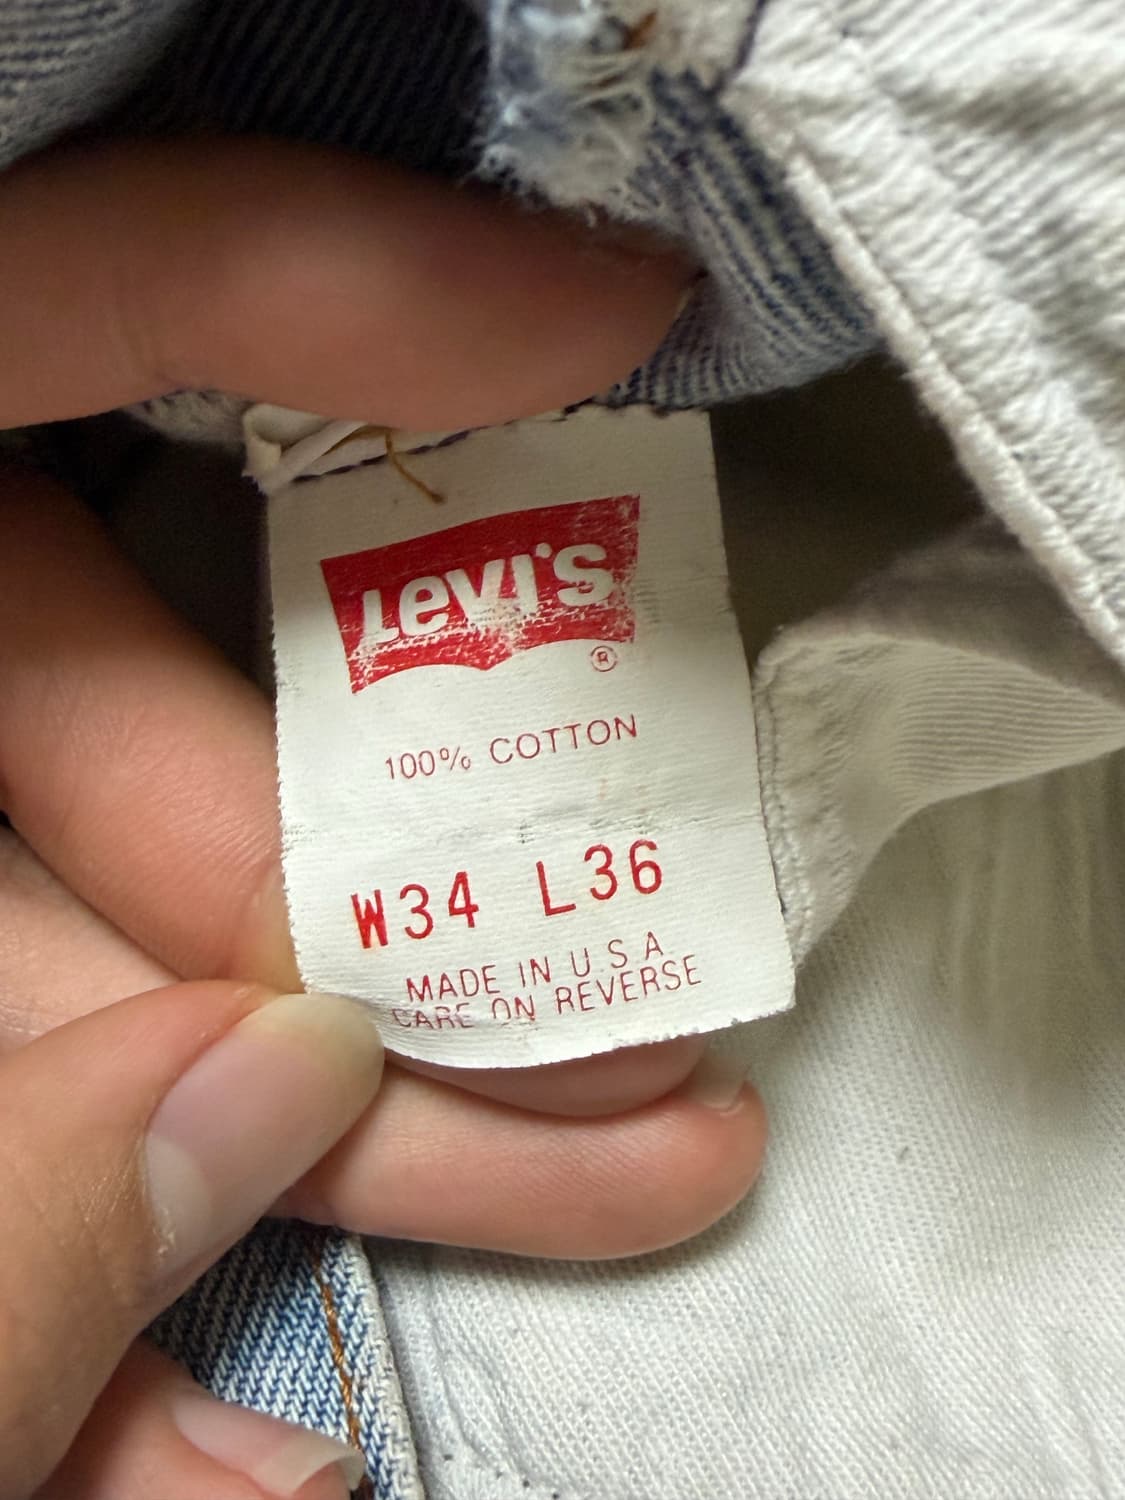 Levi's
®
100% COTTON
W34 L36
MADE IN U.S.A.
CARE ON REVERSE